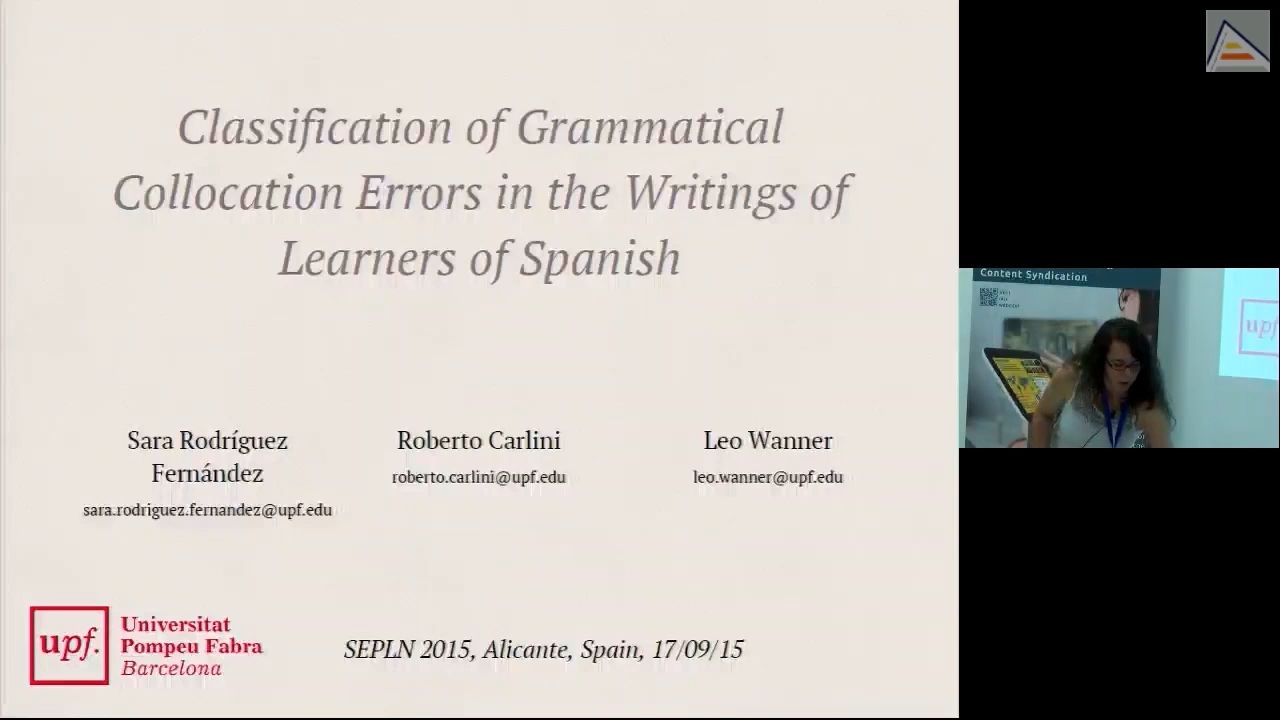 Classification of Grammatical
Collocation Errors in the Writings of
Learners of Spanish
Sara Rodríguez
Fernández
sara.rodriguez.fernandez@upf.edu
Roberto Carlini
roberto.carlini@upf.edu
Leo Wanner
leo.wanner@upf.edu
upf.
Universitat
Pompeu Fabra
Barcelona
SEPLN 2015, Alicante, Spain, 17/09/15
Content Syndication
upf